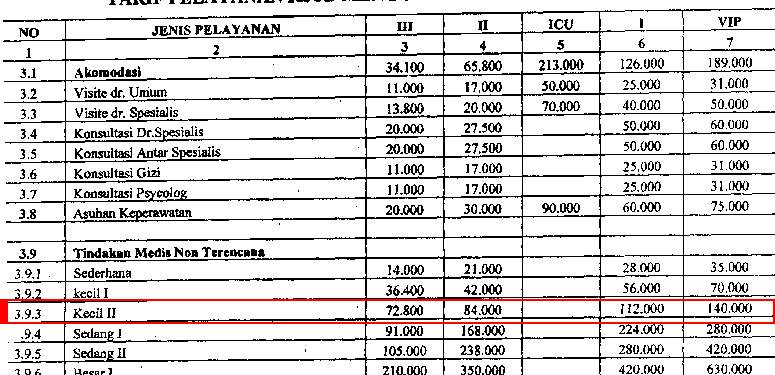 NO JENIS PELAYANAN III II ICU I VIP
1 2 3 4 5 6 7
3.1 Akomodasi 34.100 65.800 213.000 126.000 189.000
3.2 Visite dr. Umum 11.000 17.000 50.000 25.000 31.000
3.3 Visite dr. Spesialis 13.800 20.000 70.000 40.000 50.000
3.4 Konsultasi Dr.Spesialis 20.000 27.500 50.000 60.000
3.5 Konsultasi Antar Spesialis 20.000 27.500 50.000 60.000
3.6 Konsultasi Gizi 11.000 17.000 25.000 31.000
3.7 Konsultasi Psycolog 11.000 17.000 25.000 31.000
3.8 Asuhan Keperawatan 20.000 30.000 90.000 60.000 75.000
3.9 Tindakan Medis Non Terencana
3.9.1 Sederhana 14.000 21.000 28.000 35.000
3.9.2 kecil I 36.400 42.000 56.000 70.000
3.9.3 Kecil II 72.800 84.000 112.000 140.000
.9.4 Sedang I 91.000 168.000 224.000 280.000
3.9.5 Sedang II 105.000 238.000 280.000 420.000
3.9.6 Besar I 210.000 350.000 420.000 630.000